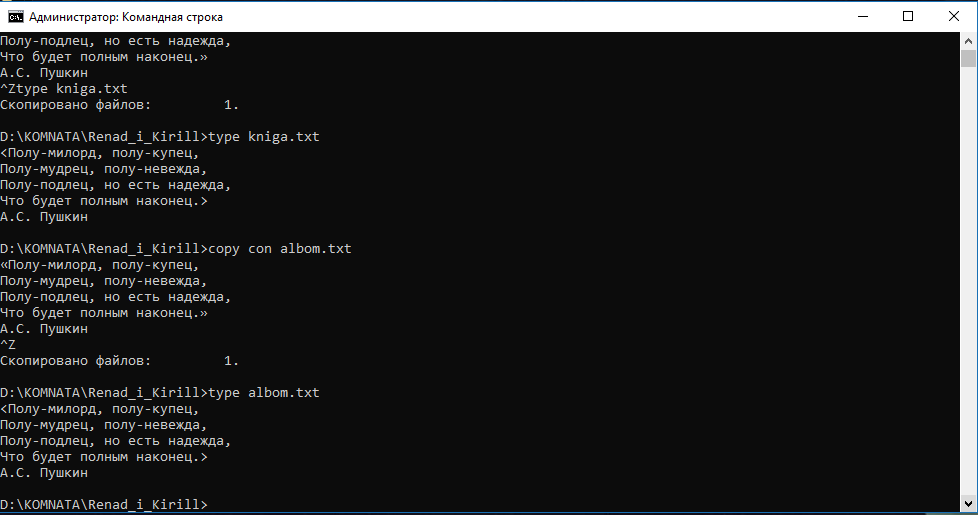 Администратор: Командная строка
Полу-подлец, но есть надежда,
Что будет полным наконец.»
А.С. Пушкин
^Ztype kniga.txt
Скопировано файлов:         1.
D:\KOMNATA\Renad_i_Kirill>type kniga.txt
<Полу-милорд, полу-купец,
Полу-мудрец, полу-невежда,
Полу-подлец, но есть надежда,
Что будет полным наконец.>
А.С. Пушкин
D:\KOMNATA\Renad_i_Kirill>copy con albom.txt
«Полу-милорд, полу-купец,
Полу-мудрец, полу-невежда,
Полу-подлец, но есть надежда,
Что будет полным наконец.»
А.С. Пушкин
^Z
Скопировано файлов:         1.
D:\KOMNATA\Renad_i_Kirill>type albom.txt
<Полу-милорд, полу-купец,
Полу-мудрец, полу-невежда,
Полу-подлец, но есть надежда,
Что будет полным наконец.>
А.С. Пушкин
D:\KOMNATA\Renad_i_Kirill>